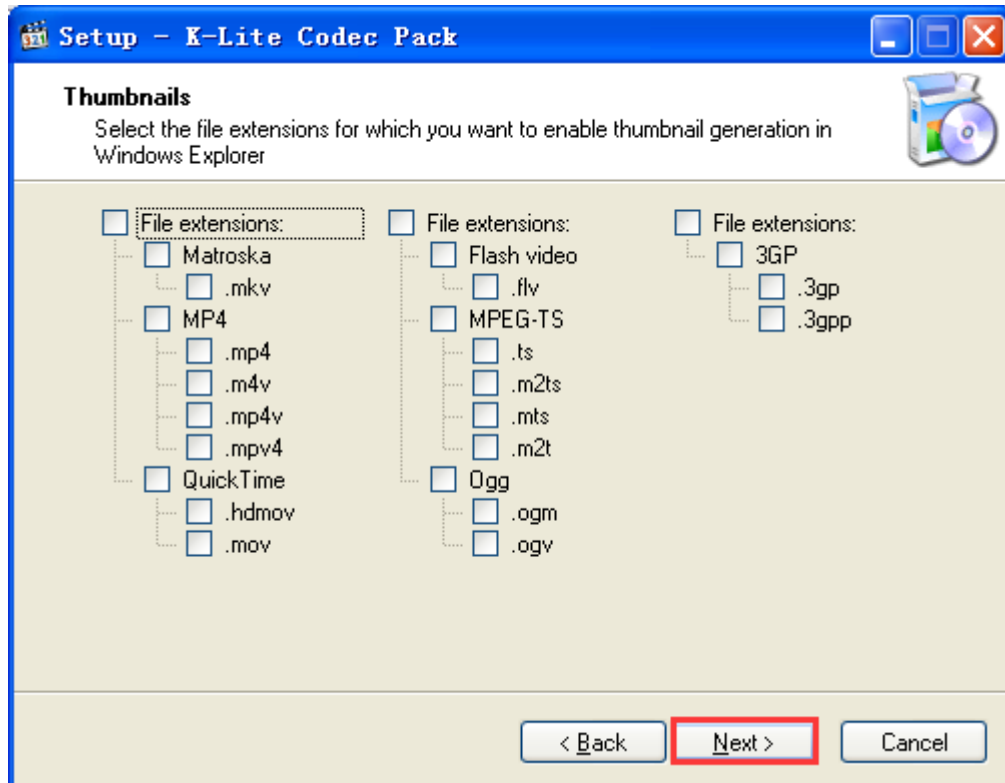 Setup - K-Lite Codec Pack
Thumbnails
Select the file extensions for which you want to enable thumbnail generation in
Windows Explorer
File extensions:
Matroska
.mkv
MP4
.mp4
.m4v
.mp4v
.mpv4
QuickTime
.hdmov
.mov
File extensions:
Flash video
.flv
MPEG-TS
.ts
.m2ts
.mts
.m2t
Ogg
.ogm
.ogv
File extensions:
3GP
.3gp
.3gpp
< Back
Next >
Cancel